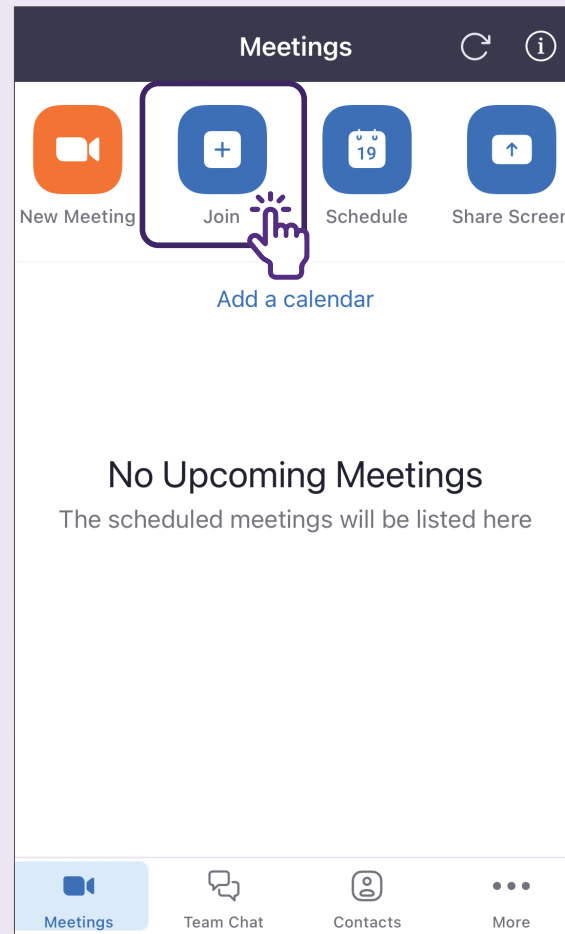 Meetings
19
New Meeting Join Schedule Share Screen
Add a calendar
No Upcoming Meetings
The scheduled meetings will be listed here
Meetings Team Chat Contacts More